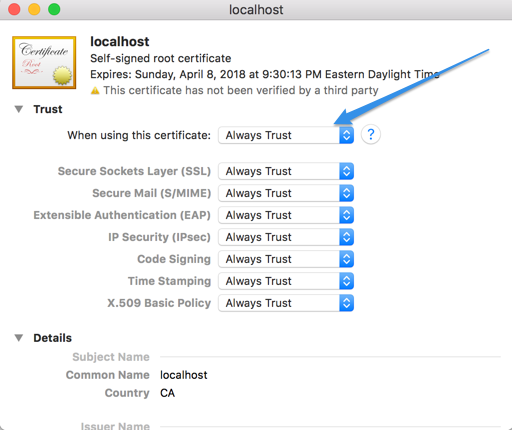 localhost
Certificate
Root
localhost
Self-signed root certificate
Expires: Sunday, April 8, 2018 at 9:30:13 PM Eastern Daylight Time
This certificate has not been verified by a third party
Trust
When using this certificate: Always Trust ?
Secure Sockets Layer (SSL) Always Trust
Secure Mail (S/MIME) Always Trust
Extensible Authentication (EAP) Always Trust
IP Security (IPsec) Always Trust
Code Signing Always Trust
Time Stamping Always Trust
X.509 Basic Policy Always Trust
Details
Subject Name
Common Name localhost
Country CA
Issuer Name